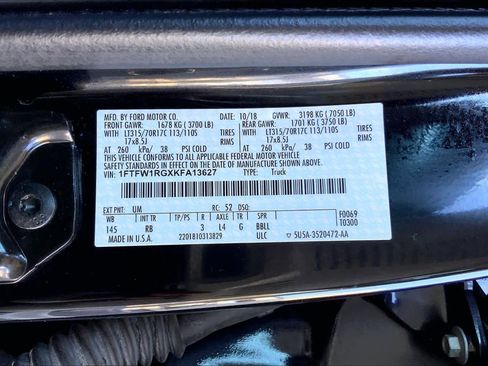 MFD. BY FORD MOTOR CO. 10/18 GVWR: 3198 KG ( 7050 LB)
FRONT GAWR: 1678 KG ( 3700 LB) REAR GAWR: 1701 KG ( 3750 LB)
WITH LT315/70R17C 113/110S TIRES WITH LT315/70R17C 113/110S TIRES
17x8.5J RIMS 17x8.5J RIMS
AT 260 kPa/ 38 PSI COLD AT 260 kPa/ 38 PSI COLD
THIS VEHICLE CONFORMS TO ALL APPLICABLE FEDERAL MOTOR VEHICLE
SAFETY STANDARDS IN EFFECT ON THE DATE OF MANUFACTURE SHOWN ABOVE.
VIN: 1FTFW1RGXKFA13627 TYPE: Truck
EXT PNT: UM RC: 52 DSO:
WB INT TR TP/PS R AXLE TR SPR F0069
145 RB 3 L4 G BBLL T0300
MADE IN U.S.A. 2201810313829 ULC 5U5A-3520472-AA